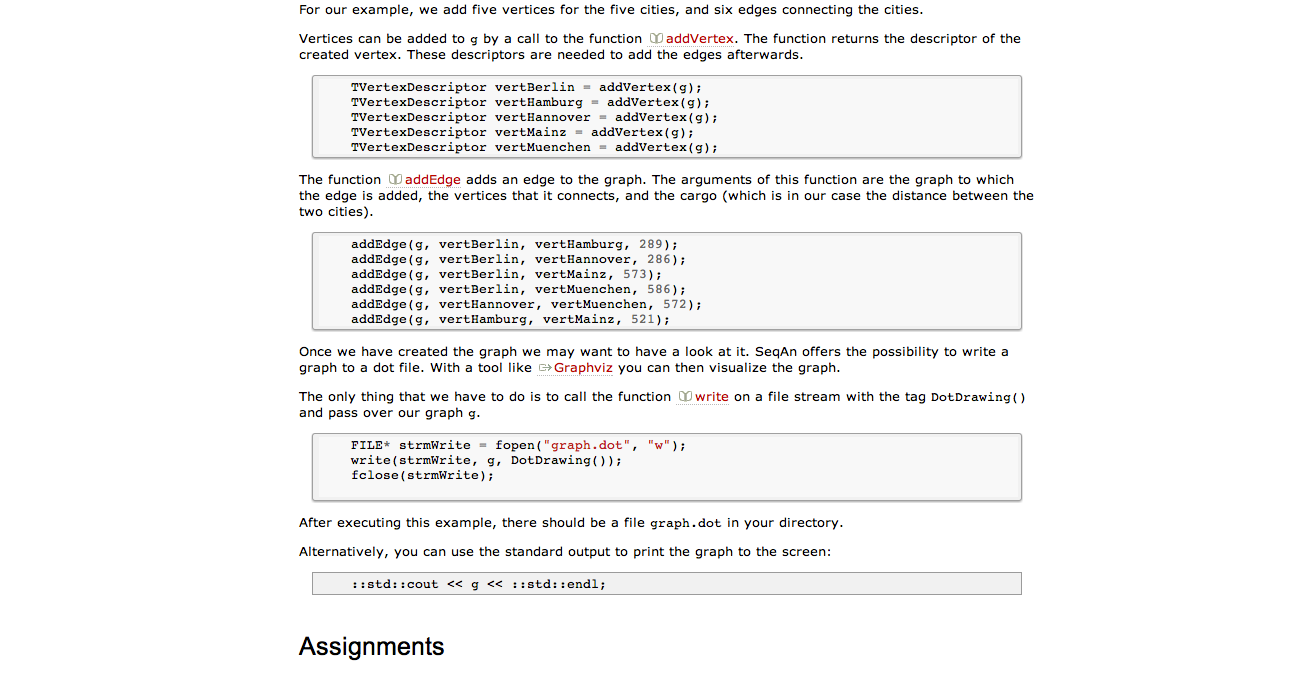 For our example, we add five vertices for the five cities, and six edges connecting the cities.
Vertices can be added to g by a call to the function addVertex. The function returns the descriptor of the
created vertex. These descriptors are needed to add the edges afterwards.
TVertexDescriptor vertBerlin = addVertex(g);
TVertexDescriptor vertHamburg = addVertex(g);
TVertexDescriptor vertHannover = addVertex(g);
TVertexDescriptor vertMainz = addVertex(g);
TVertexDescriptor vertMuenchen = addVertex(g);
The function addEdge adds an edge to the graph. The arguments of this function are the graph to which
the edge is added, the vertices that it connects, and the cargo (which is in our case the distance between the
two cities).
addEdge(g, vertBerlin, vertHamburg, 289);
addEdge(g, vertBerlin, vertHannover, 286);
addEdge(g, vertBerlin, vertMainz, 573);
addEdge(g, vertBerlin, vertMuenchen, 586);
addEdge(g, vertHannover, vertMuenchen, 572);
addEdge(g, vertHamburg, vertMainz, 521);
Once we have created the graph we may want to have a look at it. SeqAn offers the possibility to write a
graph to a dot file. With a tool like Graphviz you can then visualize the graph.
The only thing that we have to do is to call the function write on a file stream with the tag DotDrawing()
and pass over our graph g.
FILE* strmWrite = fopen("graph.dot", "w");
write(strmWrite, g, DotDrawing());
fclose(strmWrite);
After executing this example, there should be a file graph.dot in your directory.
Alternatively, you can use the standard output to print the graph to the screen:
::std::cout << g << ::std::endl;
Assignments